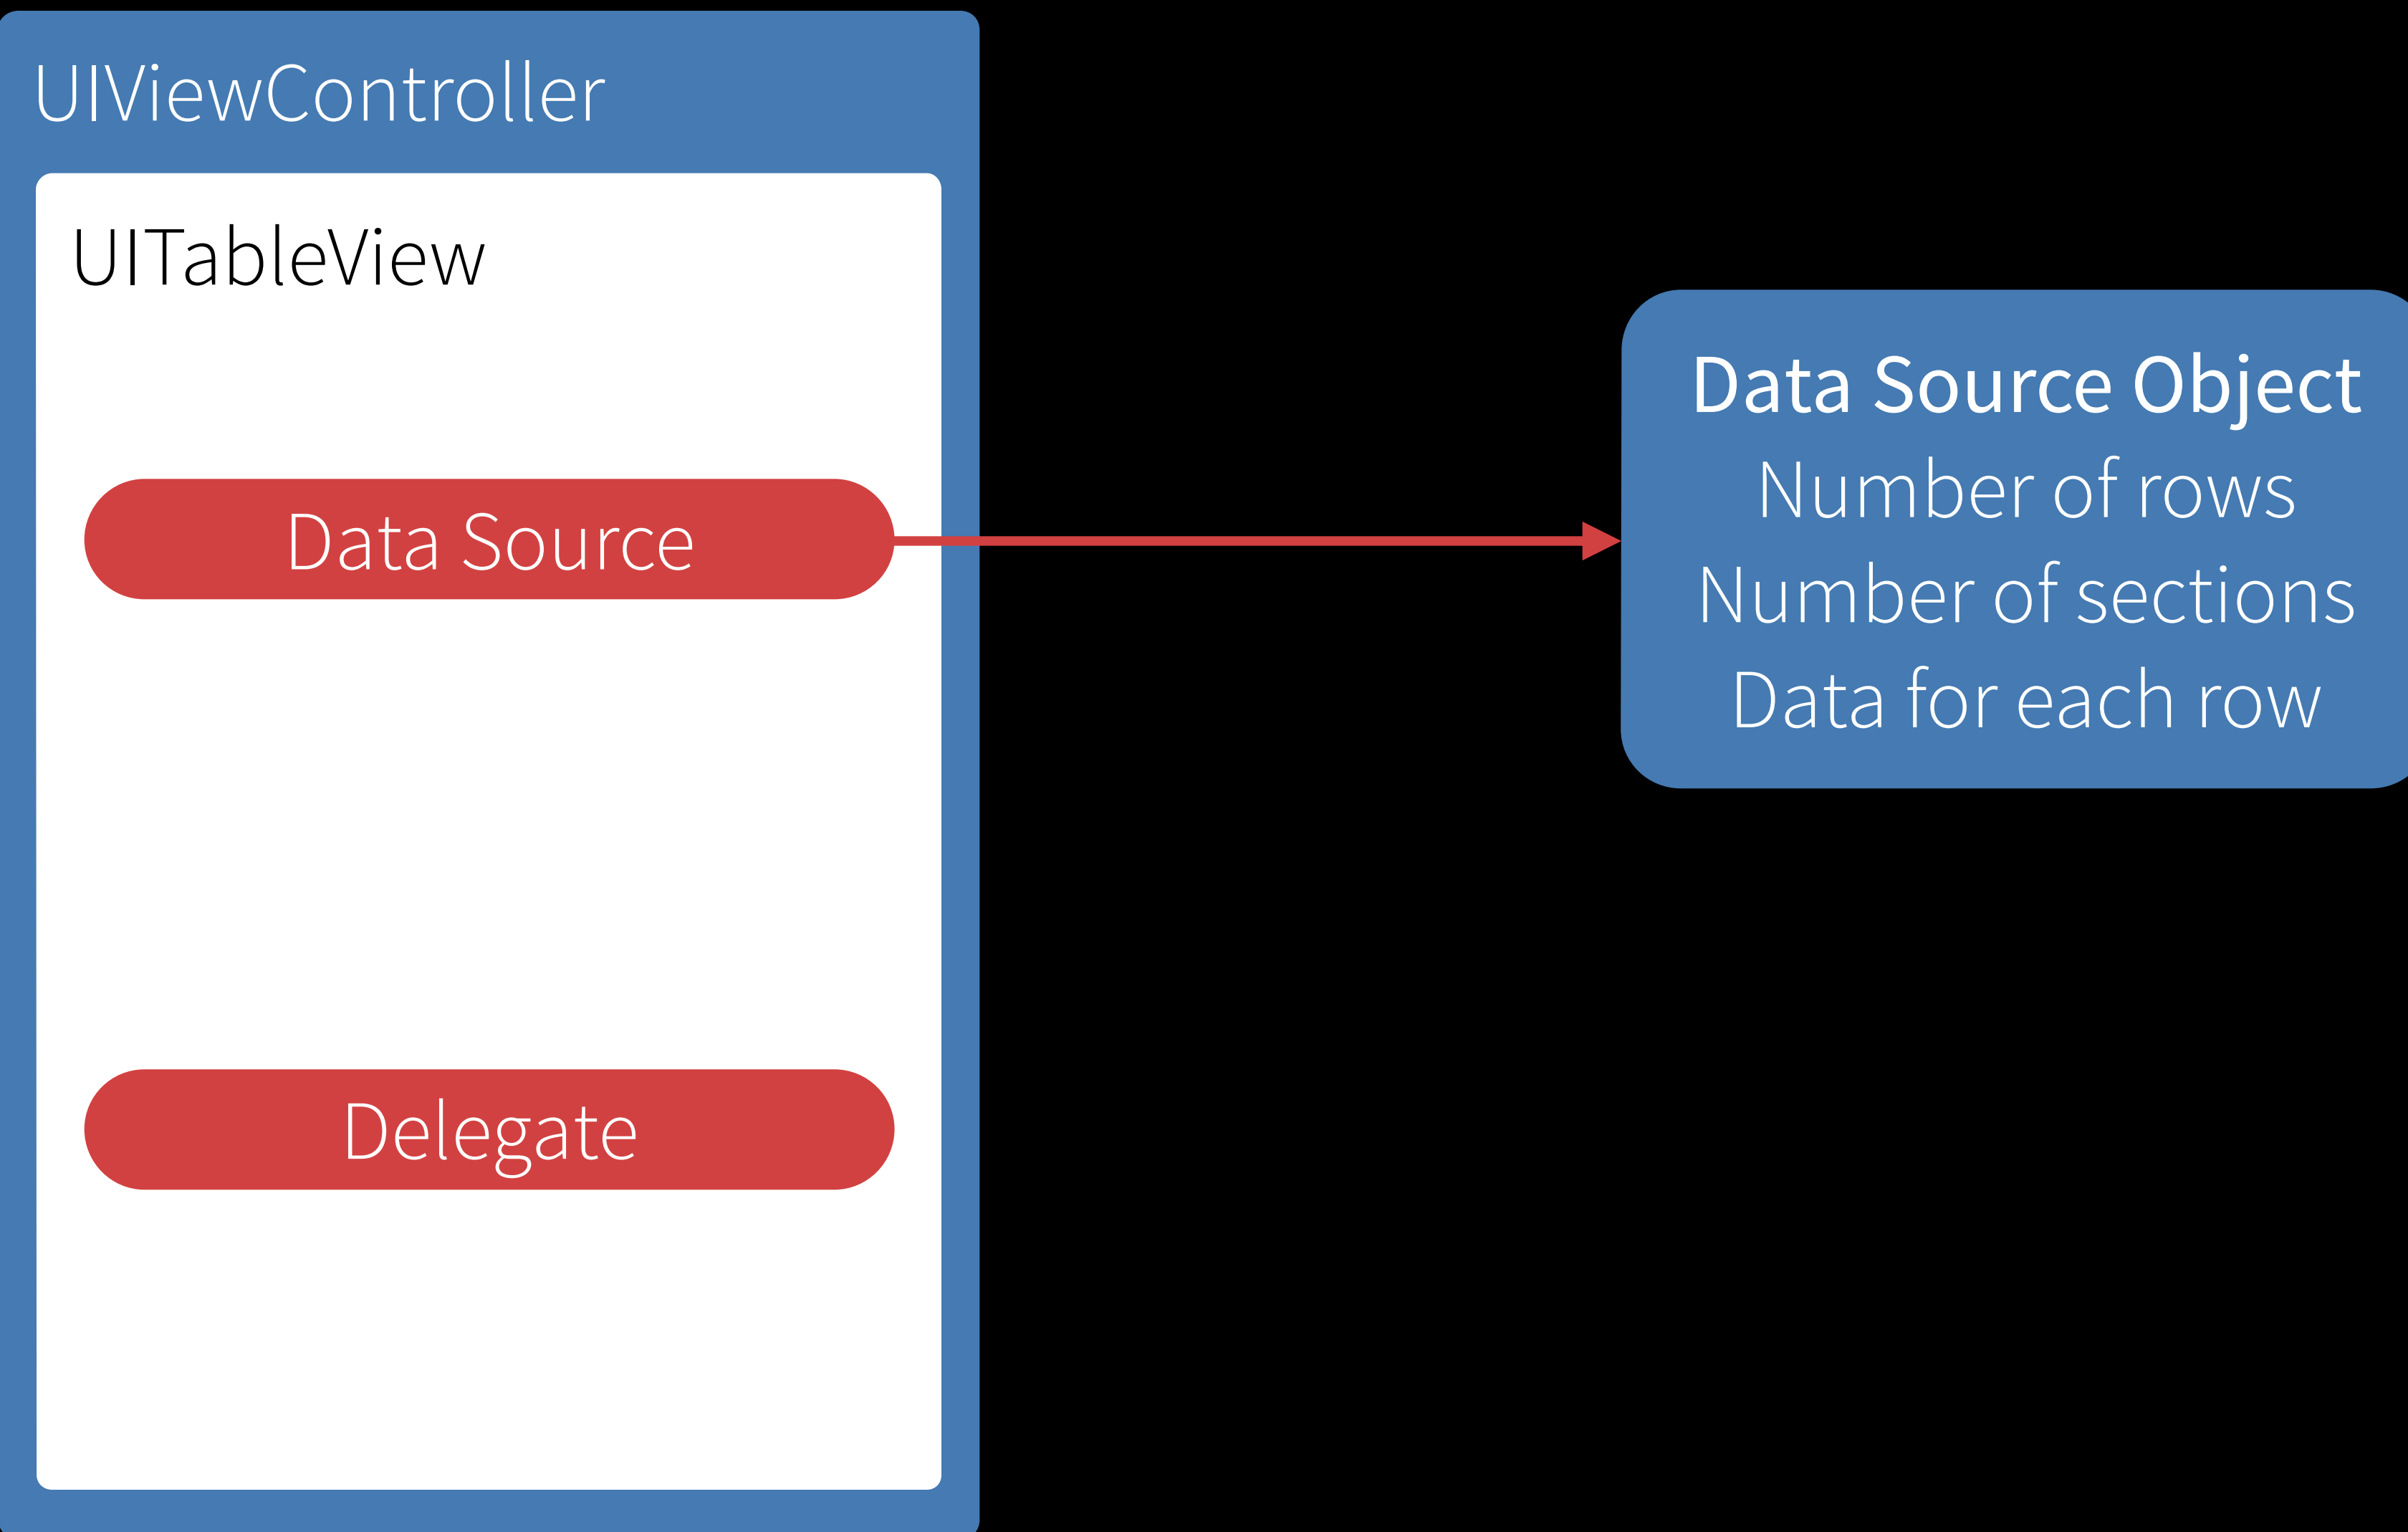 UIViewController
UITableView
Data Source
Delegate
Data Source Object
Number of rows
Number of sections
Data for each row